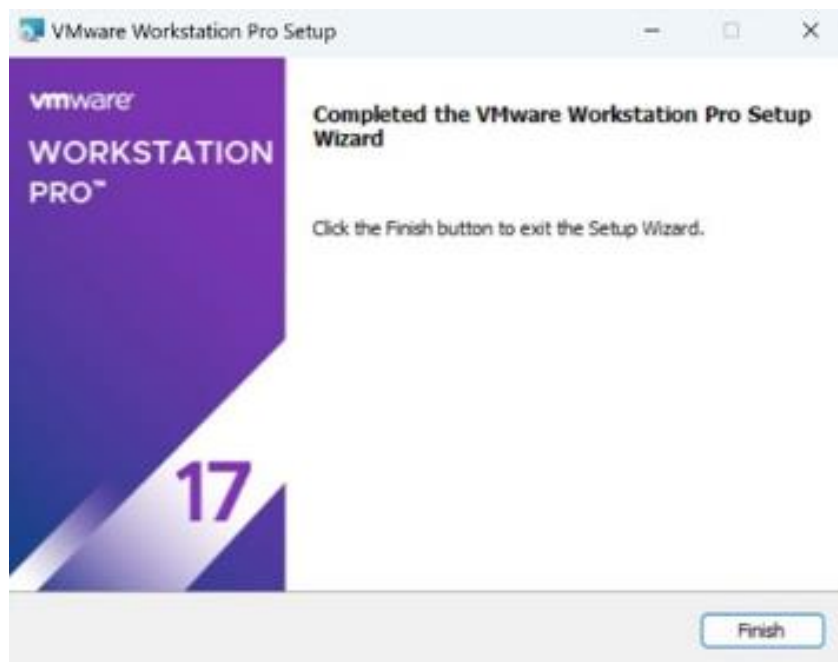 VMware Workstation Pro Setup
vmware
WORKSTATION
PRO™
Completed the VMware Workstation Pro Setup
Wizard
Click the Finish button to exit the Setup Wizard.
17
Finish